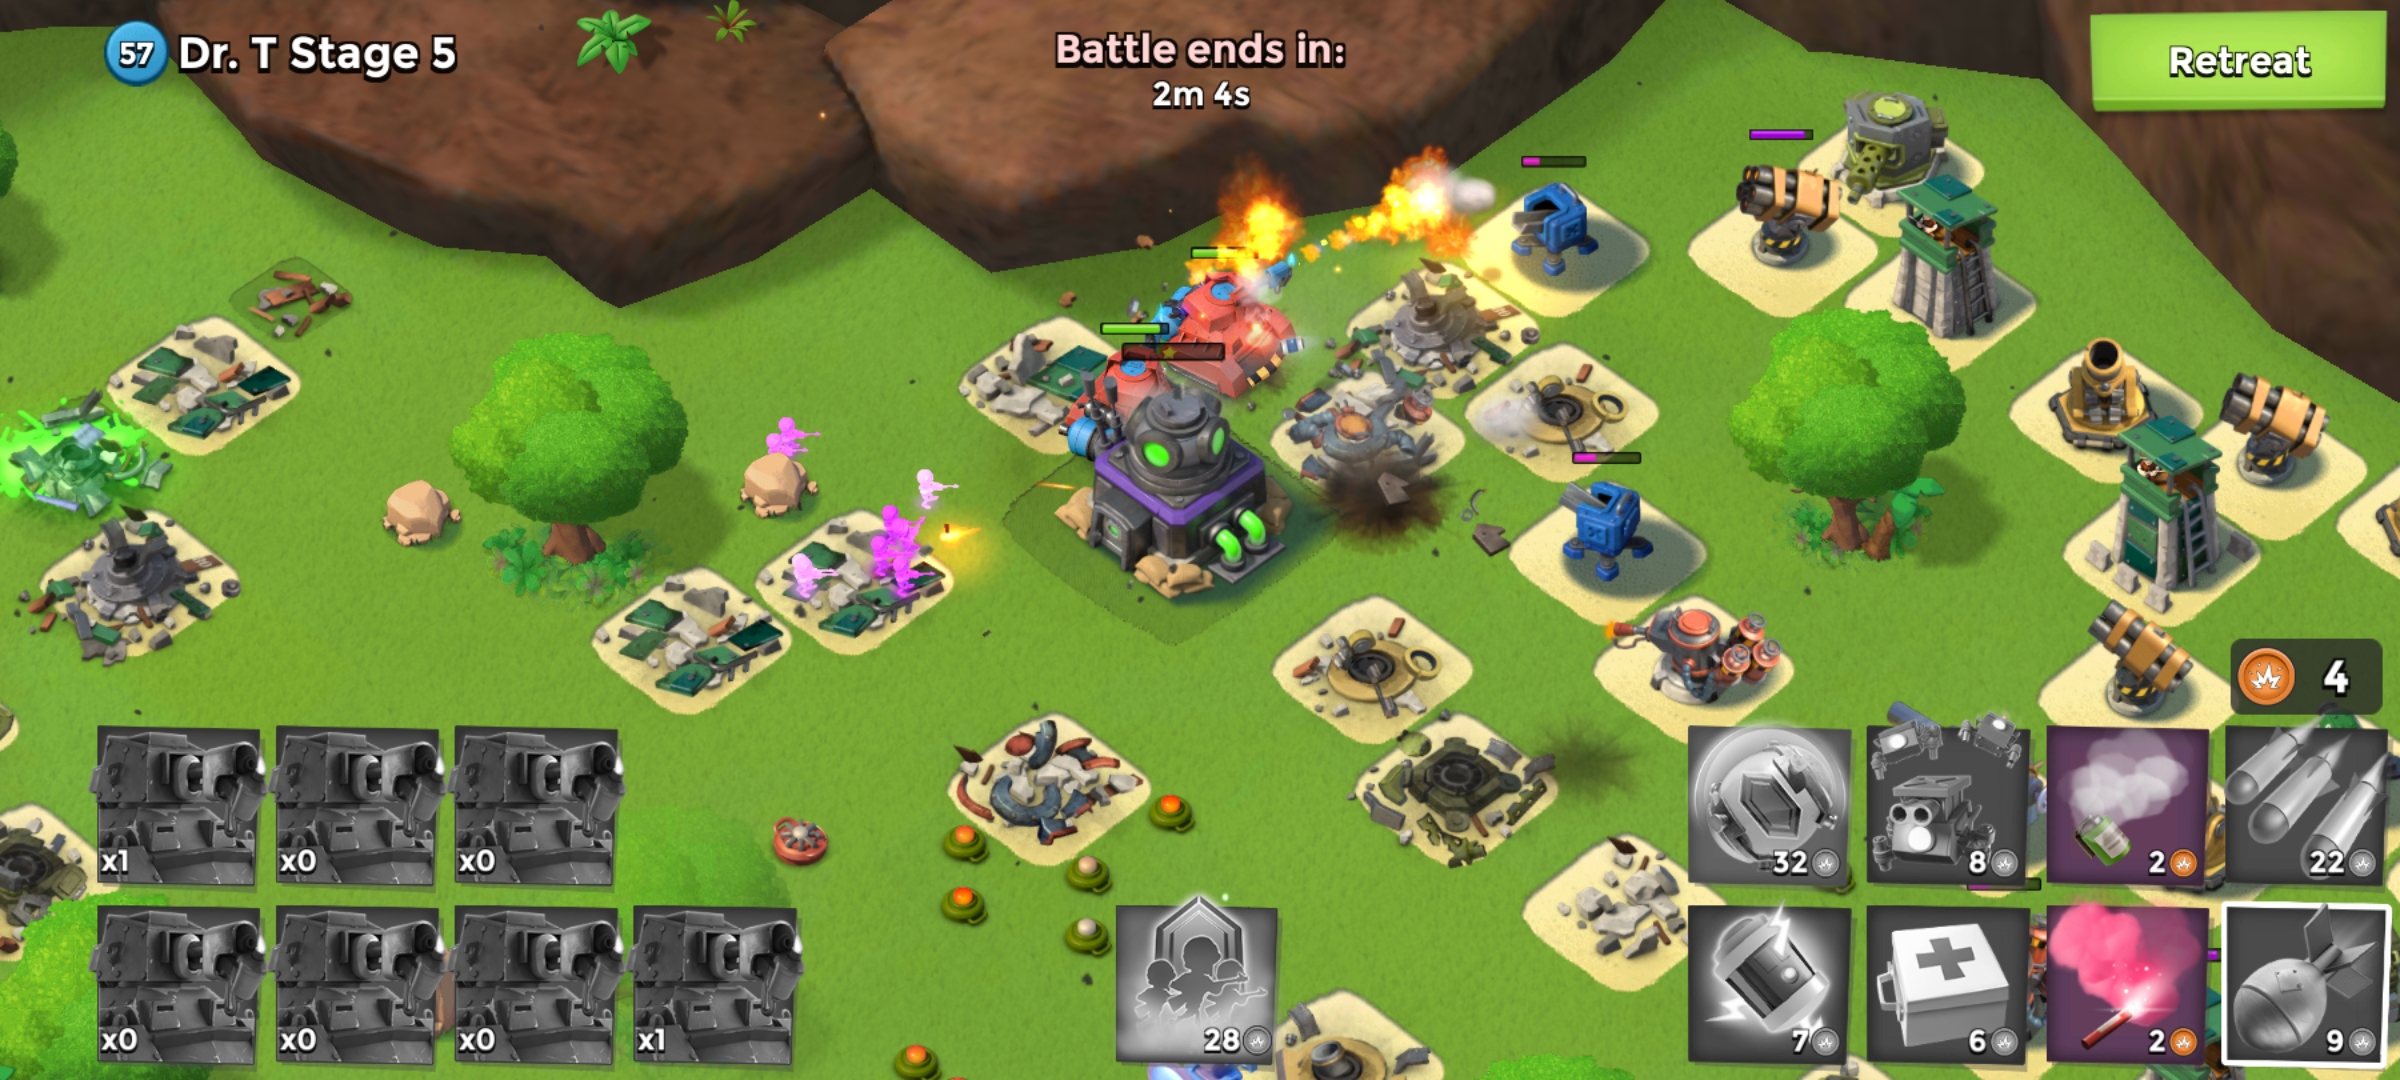 57 Dr. T Stage 5
Battle ends in:
2m 4s
Retreat
4
x1 x0 x0
32 8 2 22
x0 x0 x0 x1
28
7 6 2 9